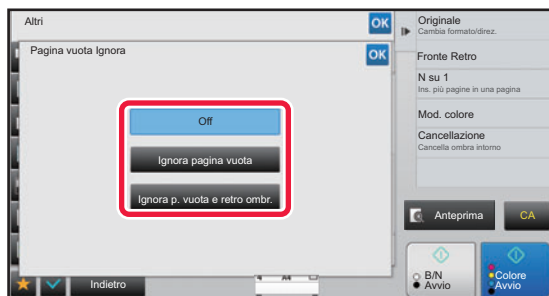 Altri
OK
Pagina vuota Ignora
OK
Off
Ignora pagina vuota
Ignora p. vuota e retro ombr.
Indietro
A4
Originale
Cambia formato/direz.
Fronte Retro
N su 1
Ins. più pagine in una pagina
Mod. colore
Cancellazione
Cancella ombra intorno
Anteprima
CA
B/N
Avvio
Colore
Avvio